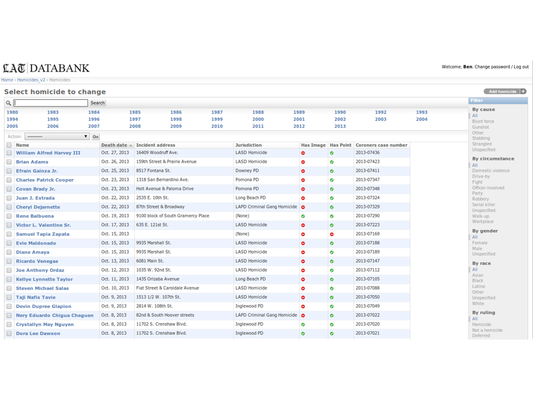 LAT DATABANK
Welcome, Ben. Change password / Log out
Home › Homicides_v2 › Homicides
Select homicide to change
Add homicide +
Search
1980 1983 1984 1985 1986 1987 1988 1989 1990 1992 1993
1994 1995 1996 1997 1998 1999 2000 2001 2002 2003 2004
2005 2006 2007 2008 2009 2010 2011 2012 2013
Action: --------- Go
Name Death date Incident address Jurisdiction Has Image Has Point Coroners case number
William Alfred Harvey III Oct. 27, 2013 16409 Woodruff Ave. LASD Homicide 2013-07436
Brian Adams Oct. 26, 2013 159th Street & Prairie Avenue LASD Homicide 2013-07423
Efrain Gainza Jr. Oct. 25, 2013 8517 Fontana St. Downey PD 2013-07411
Charles Patrick Cooper Oct. 23, 2013 1318 San Bernardino Ave. Pomona PD 2013-07347
Covan Brady Jr. Oct. 23, 2013 Holt Avenue & Paloma Drive Pomona PD 2013-07348
Juan J. Estrada Oct. 22, 2013 2535 E. 10th St. Long Beach PD 2013-07324
Cheryl Dejarnette Oct. 22, 2013 87th Street & Broadway LAPD Criminal Gang Homicide 2013-07329
Rene Balbuena Oct. 19, 2013 9100 block of South Gramercy Place (None) 2013-07290
Victor L. Valentine Sr. Oct. 17, 2013 635 E. 121st St. LASD Homicide 2013-07223
Samuel Tapia Zapata Oct. 15, 2013 (None) 2013-07169
Evie Maldonado Oct. 15, 2013 9935 Marshall St. LASD Homicide 2013-07188
Diane Amaya Oct. 15, 2013 9935 Marshall St. LASD Homicide 2013-07189
Ricardo Venegas Oct. 13, 2013 6081 Main St. LASD Homicide 2013-07147
Joe Anthony Ordaz Oct. 12, 2013 1035 W. 92nd St. LASD Homicide 2013-07112
Kellye Lynnette Taylor Oct. 11, 2013 1435 Orizaba Avenue Long Beach PD 2013-07105
Steven Michael Salas Oct. 10, 2013 Fiat Street & Caroldale Avenue LASD Homicide 2013-07088
Taji Nafis Tavie Oct. 9, 2013 1513 1/2 W. 107th St. LASD Homicide 2013-07050
Devin Dupree Glapion Oct. 9, 2013 2814 W. 108th St. Inglewood PD 2013-07049
Nery Eduardo Chigua Cheguen Oct. 9, 2013 82nd & South Hoover streets LAPD Criminal Gang Homicide 2013-07022
Crystallyn May Nguyen Oct. 8, 2013 11702 S. Crenshaw Blvd. Inglewood PD 2013-07020
Dora Lee Dawson Oct. 8, 2013 11702 S. Crenshaw Blvd. Inglewood PD 2013-07021
Filter
By cause
All
Blunt force
Gunshot
Other
Stabbing
Strangled
Unspecified
By circumstance
All
Domestic violence
Drive-by
Fight
Officer-involved
Party
Robbery
Serial killer
Unspecified
Walk-up
Workplace
By gender
All
Female
Male
Unspecified
By race
All
Asian
Black
Latino
Other
Unspecified
White
By ruling
All
Homicide
Not a homicide
Deferred